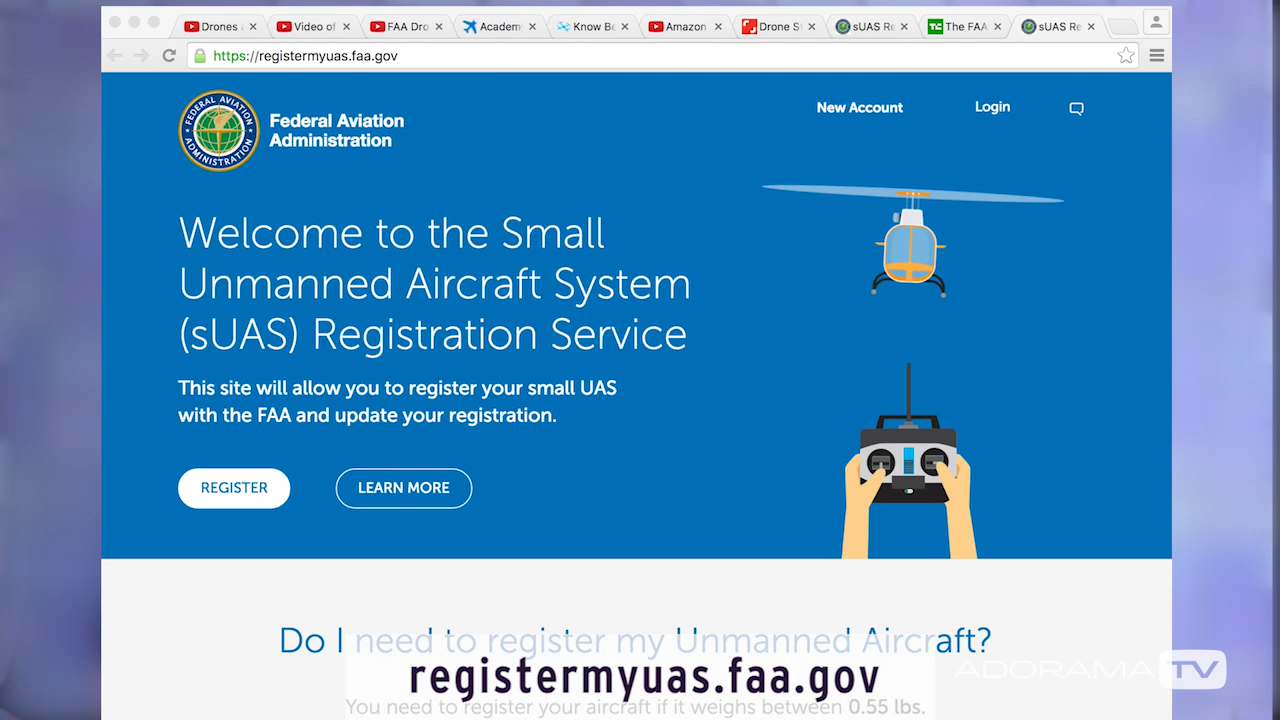 Drones a
Video of
FAA Dro
Academ
Know Be
Amazon
Drone S
sUAS Re
TC
The FAA
sUAS Re
https://registermyuas.faa.gov
FEDERAL AVIATION
ADMINISTRATION
Federal Aviation
Administration
New Account
Login
Welcome to the Small
Unmanned Aircraft System
(sUAS) Registration Service
This site will allow you to register your small UAS
with the FAA and update your registration.
REGISTER
LEARN MORE
Do I need to register my Unmanned Aircraft?
registermyuas.faa.gov
ADORAMA TV
You need to register your aircraft if it weighs between 0.55 lbs.